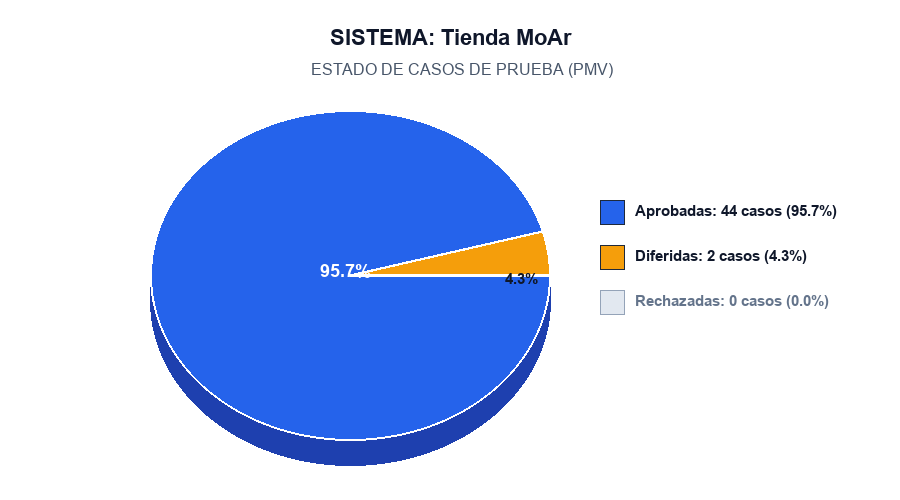 SISTEMA: Tienda MoAr
ESTADO DE CASOS DE PRUEBA (PMV)
Aprobadas: 44 casos (95.7%)
Diferidas: 2 casos (4.3%)
Rechazadas: 0 casos (0.0%)
95.7%
4.3%